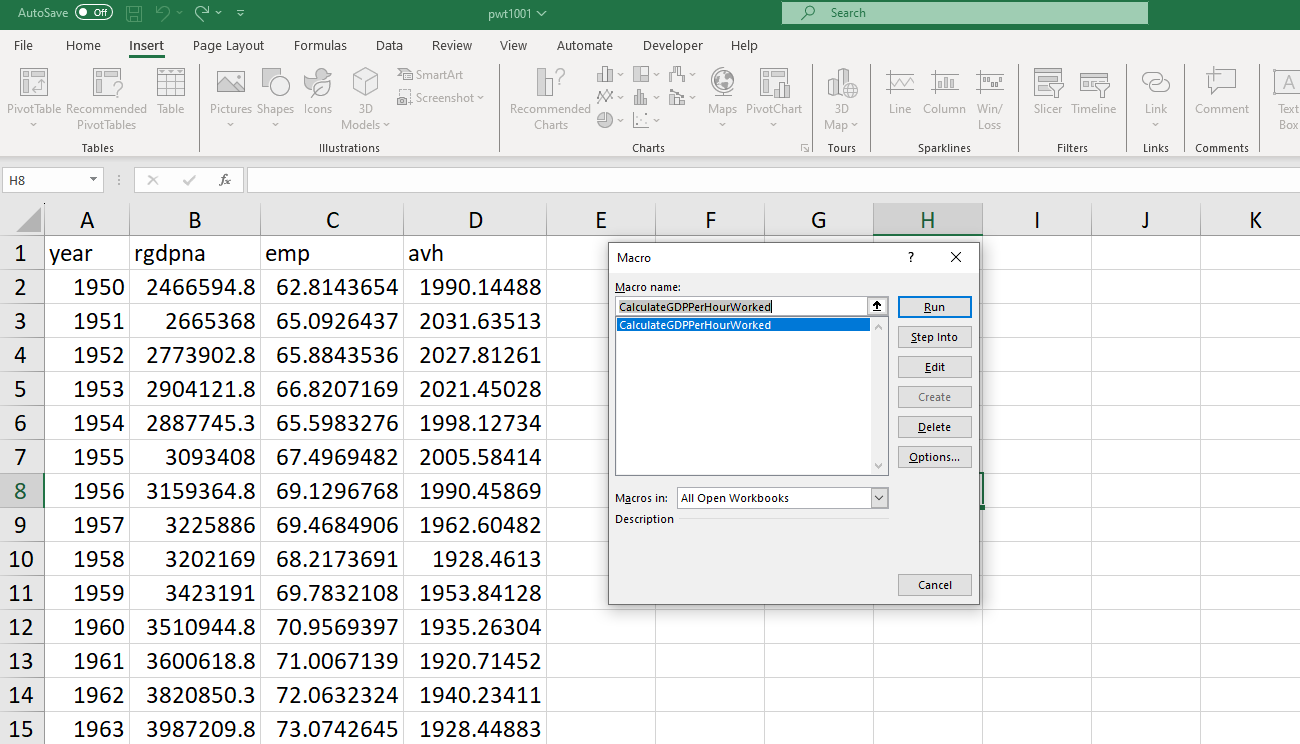 AutoSave Off pwt1001 Search
File Home Insert Page Layout Formulas Data Review View Automate Developer Help
PivotTable Recommended PivotTables Table Pictures Shapes Icons 3D Models SmartArt Screenshot Recommended Charts Maps PivotChart 3D Map Line Column Win/Loss Slicer Timeline Link Comment Text Box
Tables Illustrations Charts Tours Sparklines Filters Links Comments
H8 fx
A B C D E F G H I J K
1 year rgdpna emp avh
2 1950 2466594.8 62.8143654 1990.14488
3 1951 2665368 65.0926437 2031.63513
4 1952 2773902.8 65.8843536 2027.81261
5 1953 2904121.8 66.8207169 2021.45028
6 1954 2887745.3 65.5983276 1998.12734
7 1955 3093408 67.4969482 2005.58414
8 1956 3159364.8 69.1296768 1990.45869
9 1957 3225886 69.4684906 1962.60482
10 1958 3202169 68.2173691 1928.4613
11 1959 3423191 69.7832108 1953.84128
12 1960 3510944.8 70.9569397 1935.26304
13 1961 3600618.8 71.0067139 1920.71452
14 1962 3820850.3 72.0632324 1940.23411
15 1963 3987209.8 73.0742645 1928.44883
Macro ?
Macro name:
CalculateGDPPerHourWorked
CalculateGDPPerHourWorked
Run
Step Into
Edit
Create
Delete
Options...
Macros in: All Open Workbooks
Description
Cancel